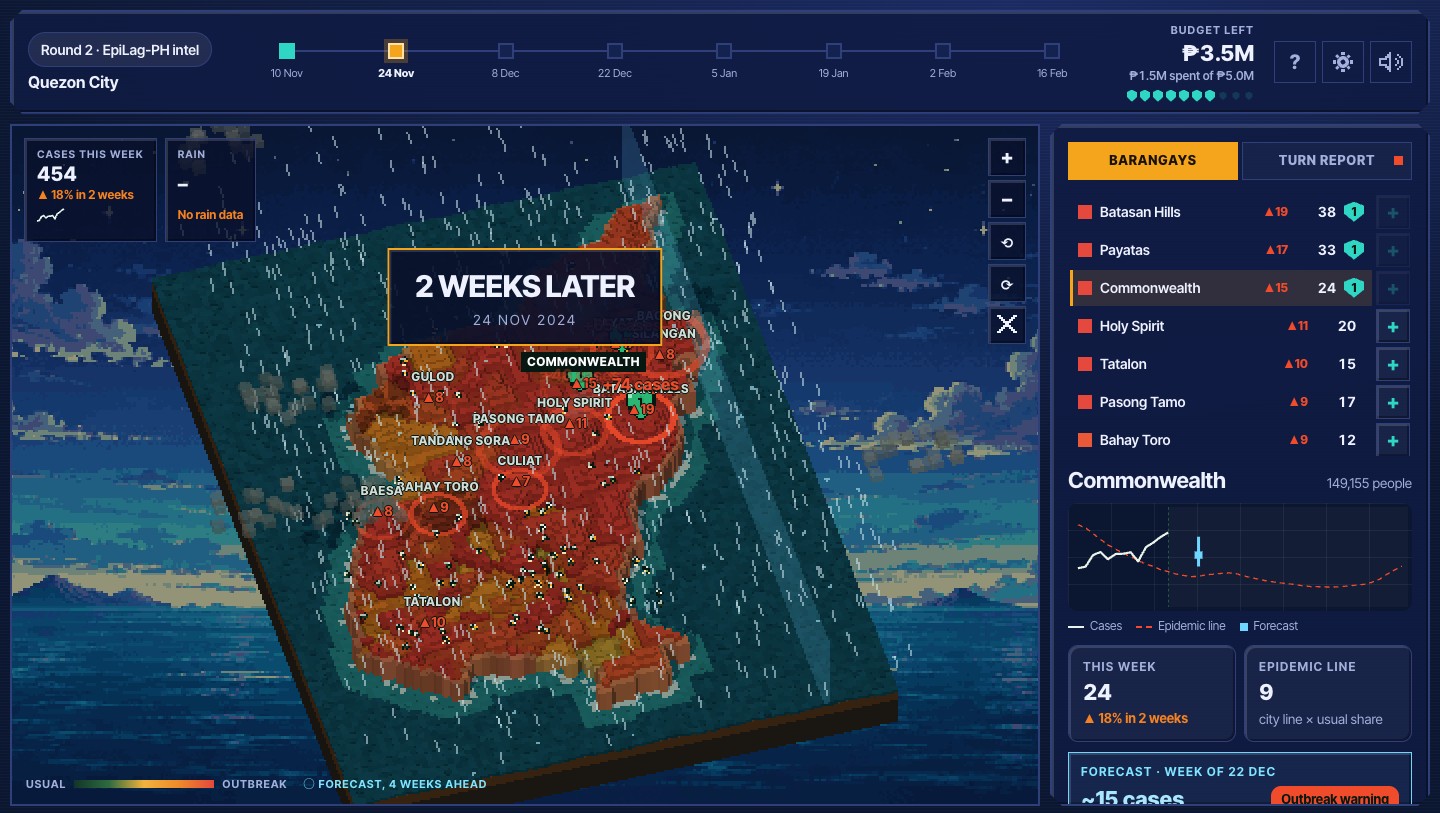 Round 2 · EpiLag-PH intel
Quezon City
10 Nov
24 Nov
8 Dec
22 Dec
5 Jan
19 Jan
2 Feb
16 Feb
BUDGET LEFT
₱3.5M
₱1.5M spent of ₱5.0M
?
CASES THIS WEEK
454
▲ 18% in 2 weeks
RAIN
–
No rain data
+
−
2 WEEKS LATER
24 NOV 2024
▲8
COMMONWEALTH
▲15
74 cases
GULOD
▲8
HOLY SPIRIT
▲19
PASONG TAMO
▲11
TANDANG SORA
▲9
▲8
CULIAT
▲7
BAHAY TORO
BAESA
▲9
▲8
TATALON
▲10
USUAL
OUTBREAK
FORECAST, 4 WEEKS AHEAD
BARANGAYS
TURN REPORT
Batasan Hills ▲19 38 1 +
Payatas ▲17 33 1 +
Commonwealth ▲15 24 1 +
Holy Spirit ▲11 20 +
Tatalon ▲10 15 +
Pasong Tamo ▲9 17 +
Bahay Toro ▲9 12 +
Commonwealth
149,155 people
Cases
Epidemic line
Forecast
THIS WEEK
24
▲ 18% in 2 weeks
EPIDEMIC LINE
9
city line × usual share
FORECAST · WEEK OF 22 DEC
~15 cases
Outbreak warning